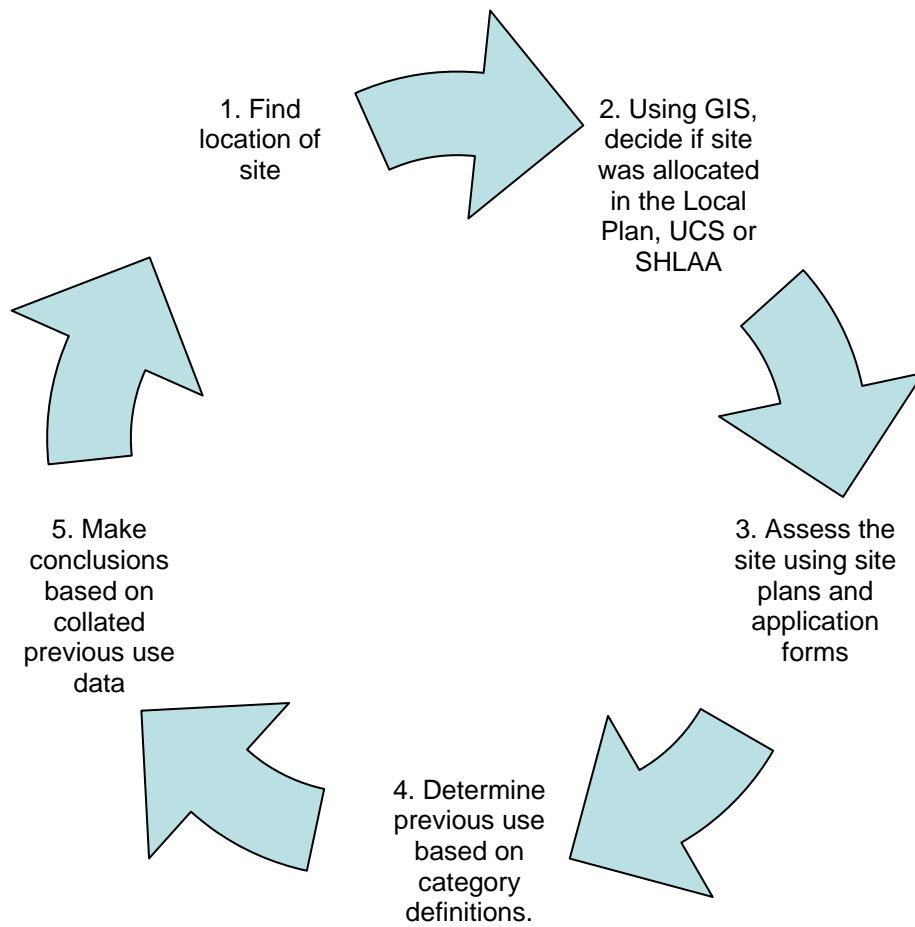 1. Find
location of
site
2. Using GIS,
decide if site
was allocated
in the Local
Plan, UCS or
SHLAA
3. Assess the
site using site
plans and
application
forms
4. Determine
previous use
based on
category
definitions.
5. Make
conclusions
based on
collated
previous use
data